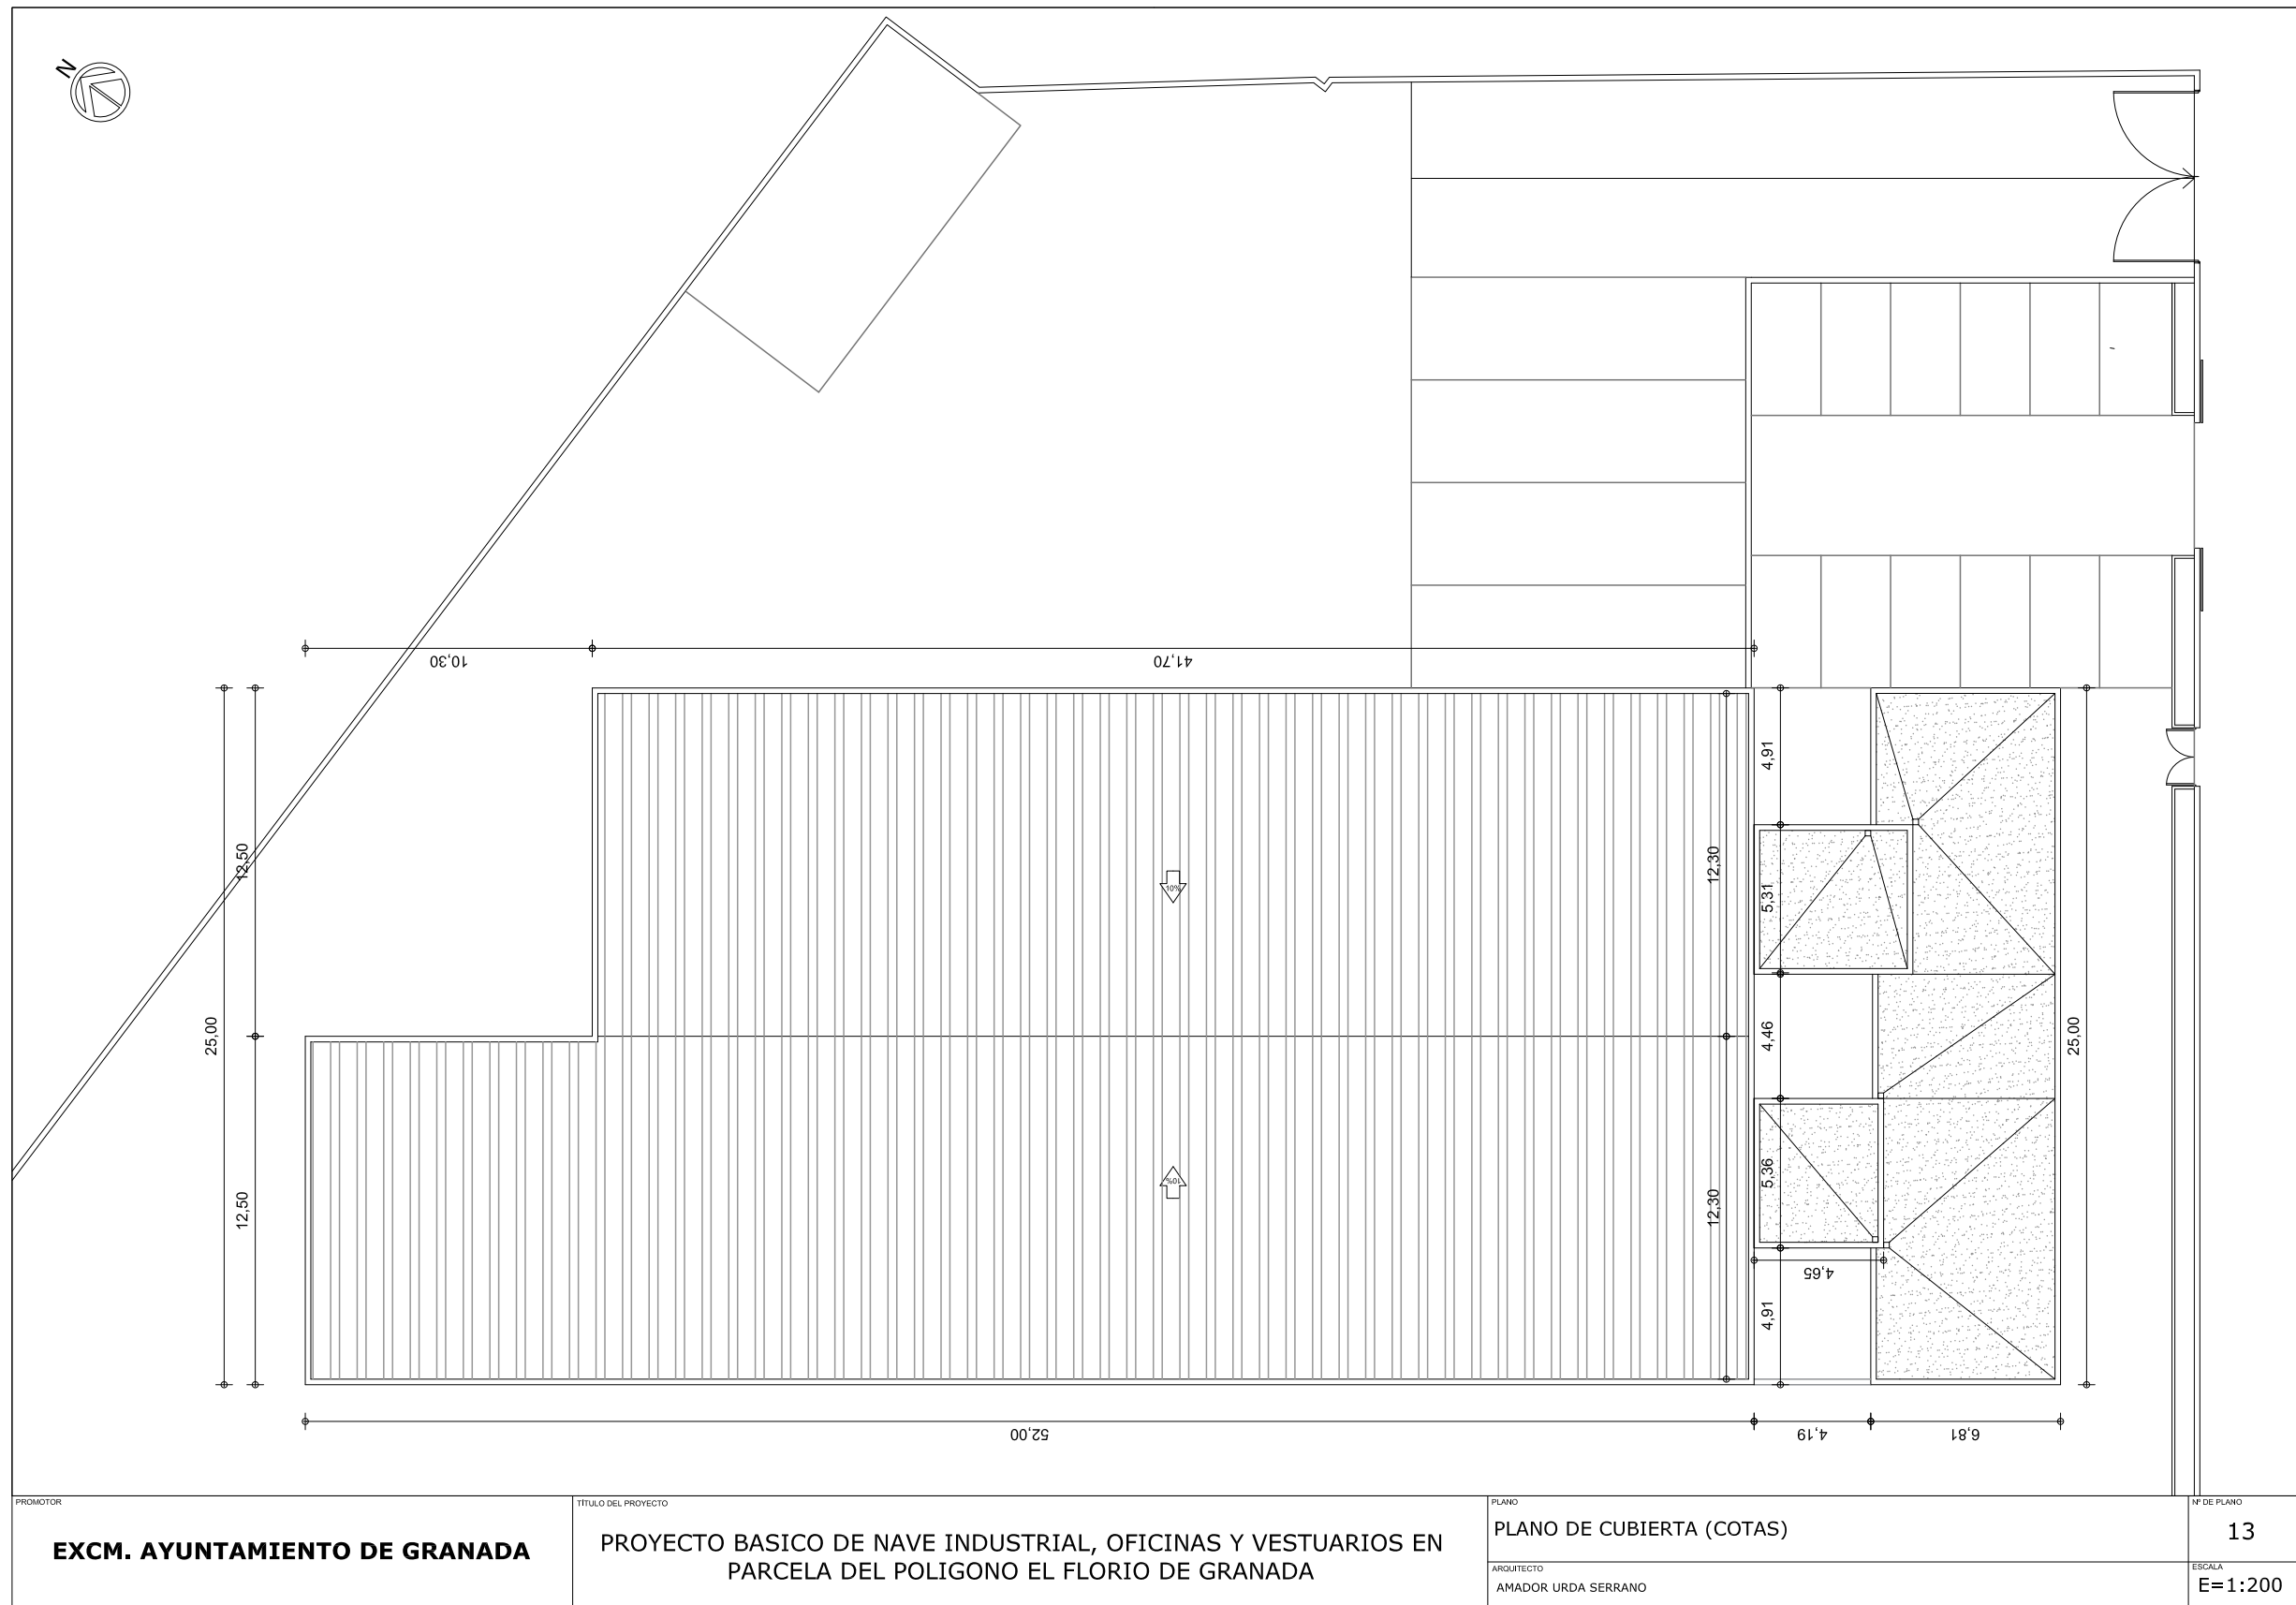 N
10,30
41,70
12,50
25,00
12,50
10%
10%
12,30
12,30
4,91
5,31
4,46
5,36
4,91
4,65
25,00
52,00
4,19
6,81
PROMOTOR
EXCM. AYUNTAMIENTO DE GRANADA
TÍTULO DEL PROYECTO
PROYECTO BASICO DE NAVE INDUSTRIAL, OFICINAS Y VESTUARIOS EN
PARCELA DEL POLIGONO EL FLORIO DE GRANADA
PLANO
PLANO DE CUBIERTA (COTAS)
ARQUITECTO
AMADOR URDA SERRANO
Nº DE PLANO
13
ESCALA
E=1:200